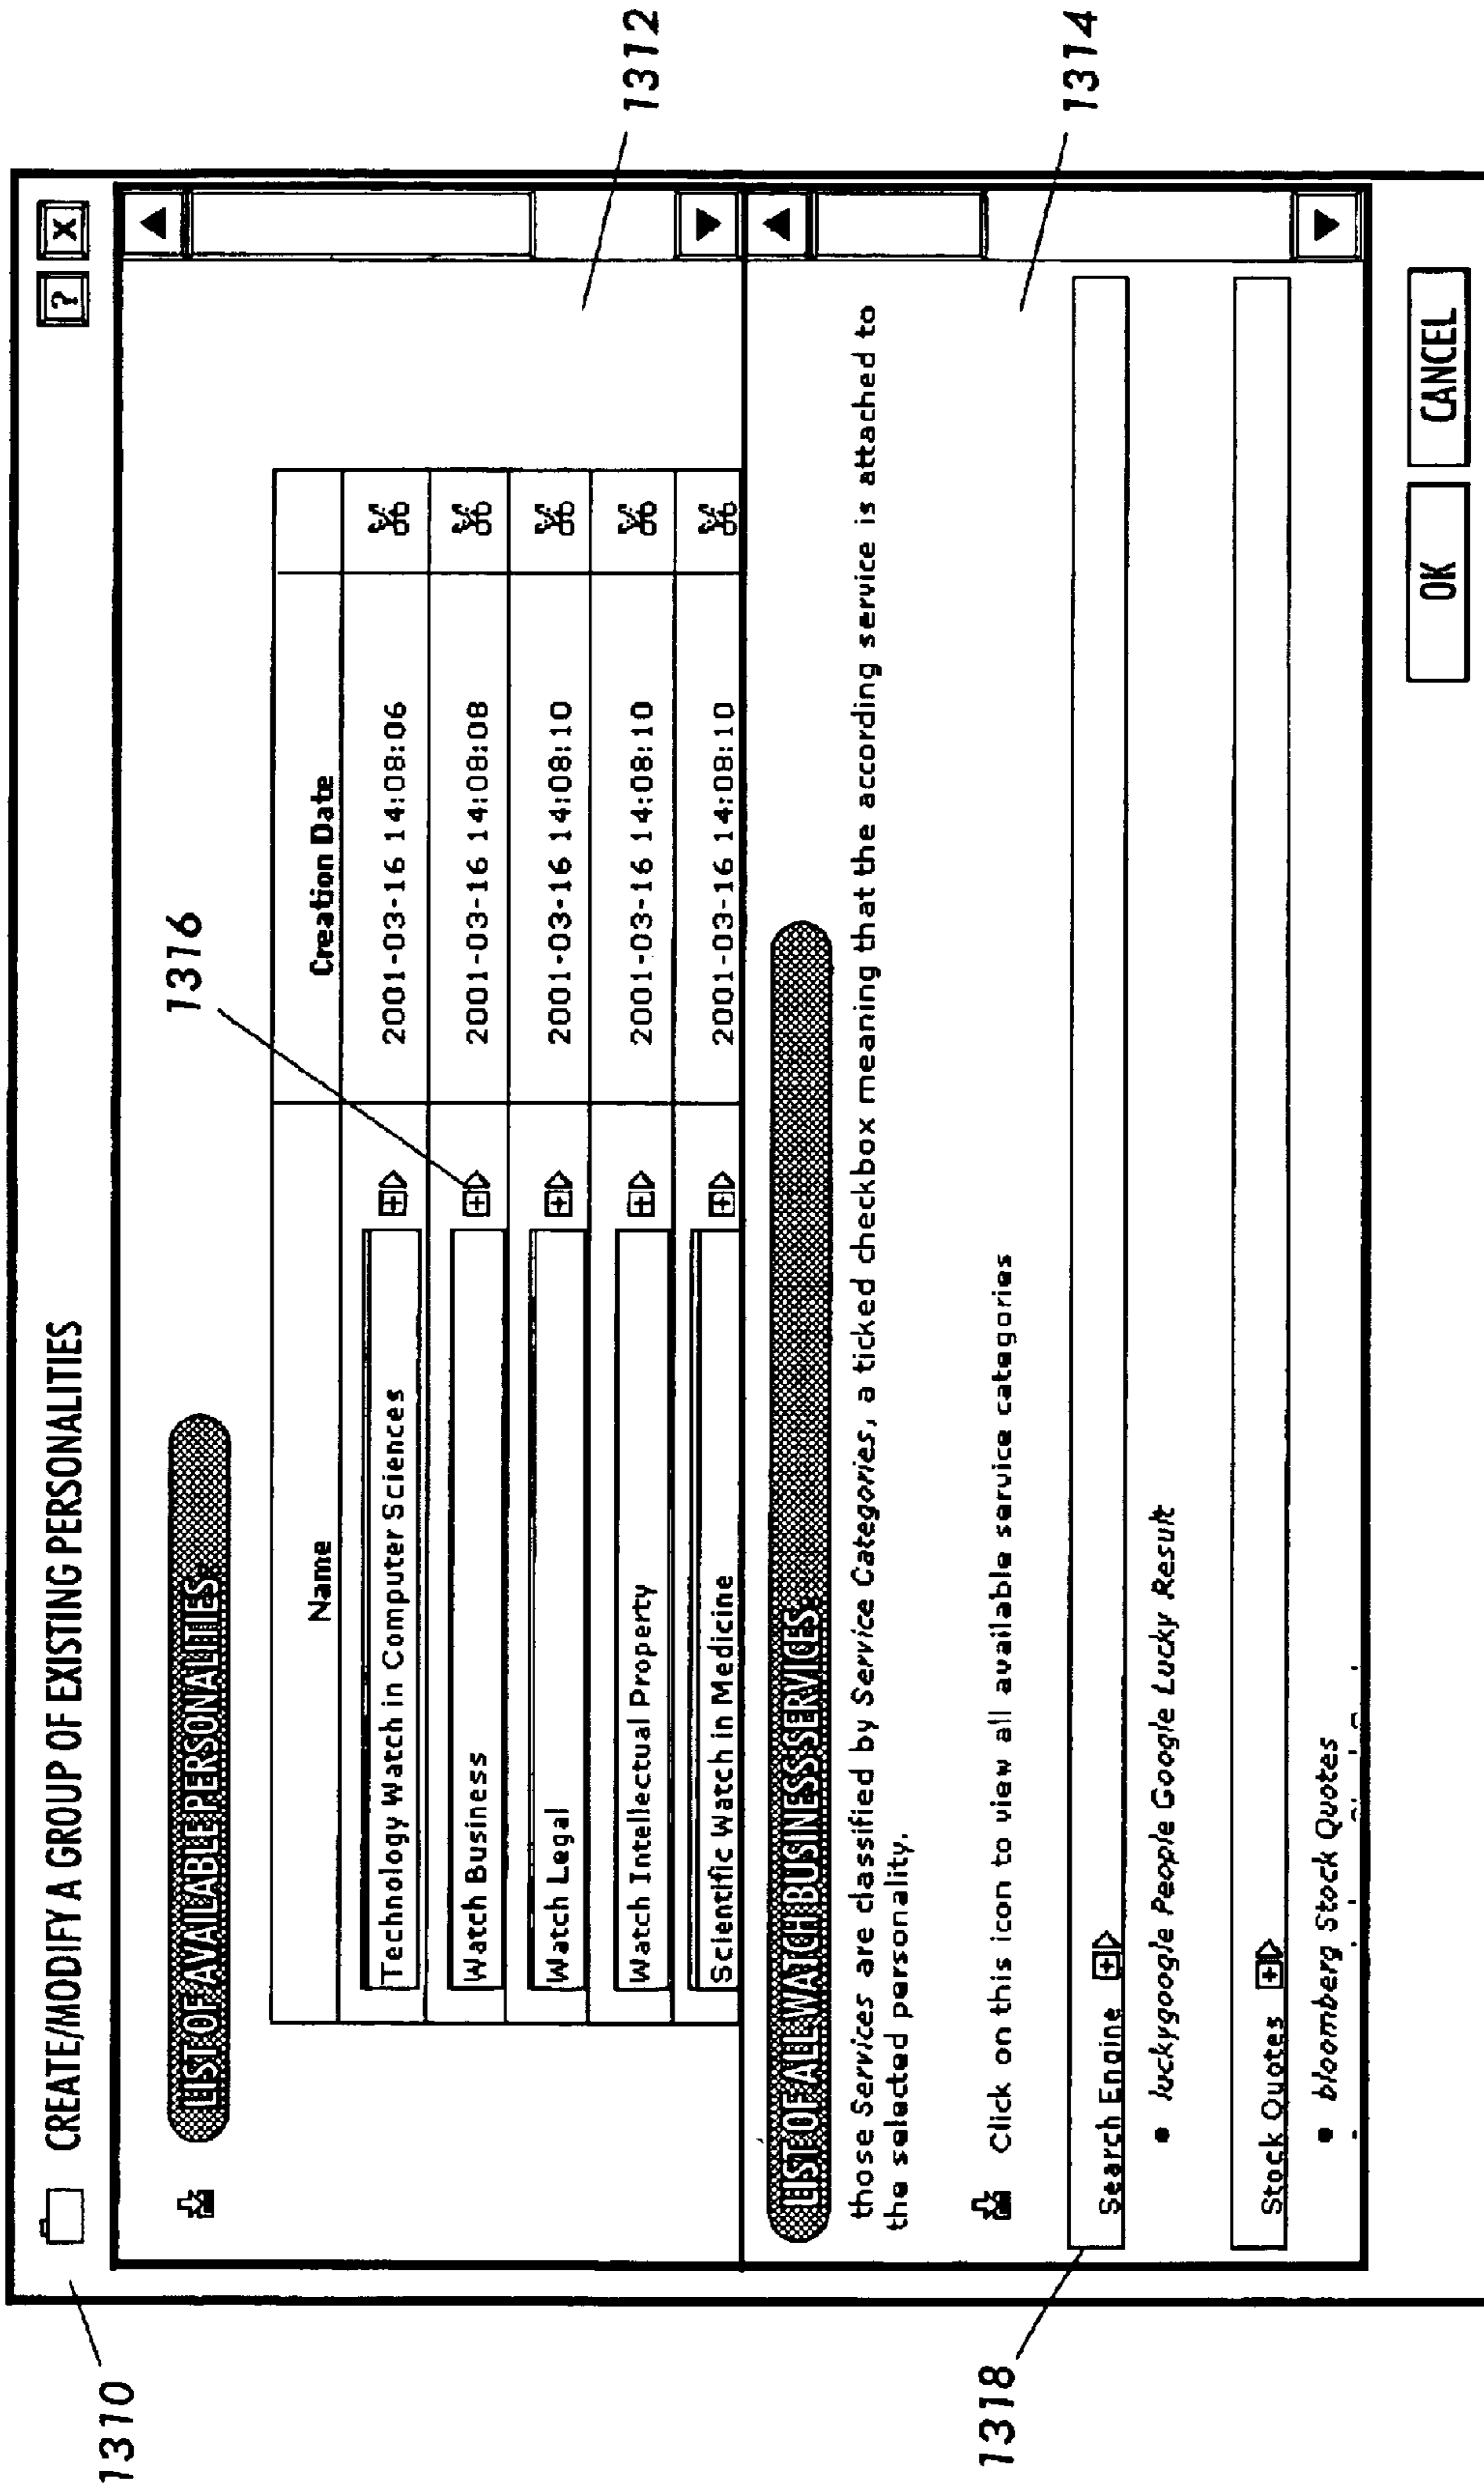 CREATE/MODIFY A GROUP OF EXISTING PERSONALITIES ? X
1310
LIST OF AVAILABLE PERSONALITIES:
1316
Name Creation Date
Technology Watch in Computer Sciences 2001-03-16 14:08:06
Watch Business 2001-03-16 14:08:08
Watch Legal 2001-03-16 14:08:10
Watch Intellectual Property 2001-03-16 14:08:10
Scientific Watch in Medicine 2001-03-16 14:08:10
1312
LIST OF ALL WATCH BUSINESS SERVICES:
those Services are classified by Service Categories, a ticked checkbox meaning that the according service is attached to
the selected personality.
Click on this icon to view all available service categories
1314
1318
Search Engine
• luckygoogle People Google Lucky Result
Stock Quotes
• bloomberg Stock Quotes
OK CANCEL